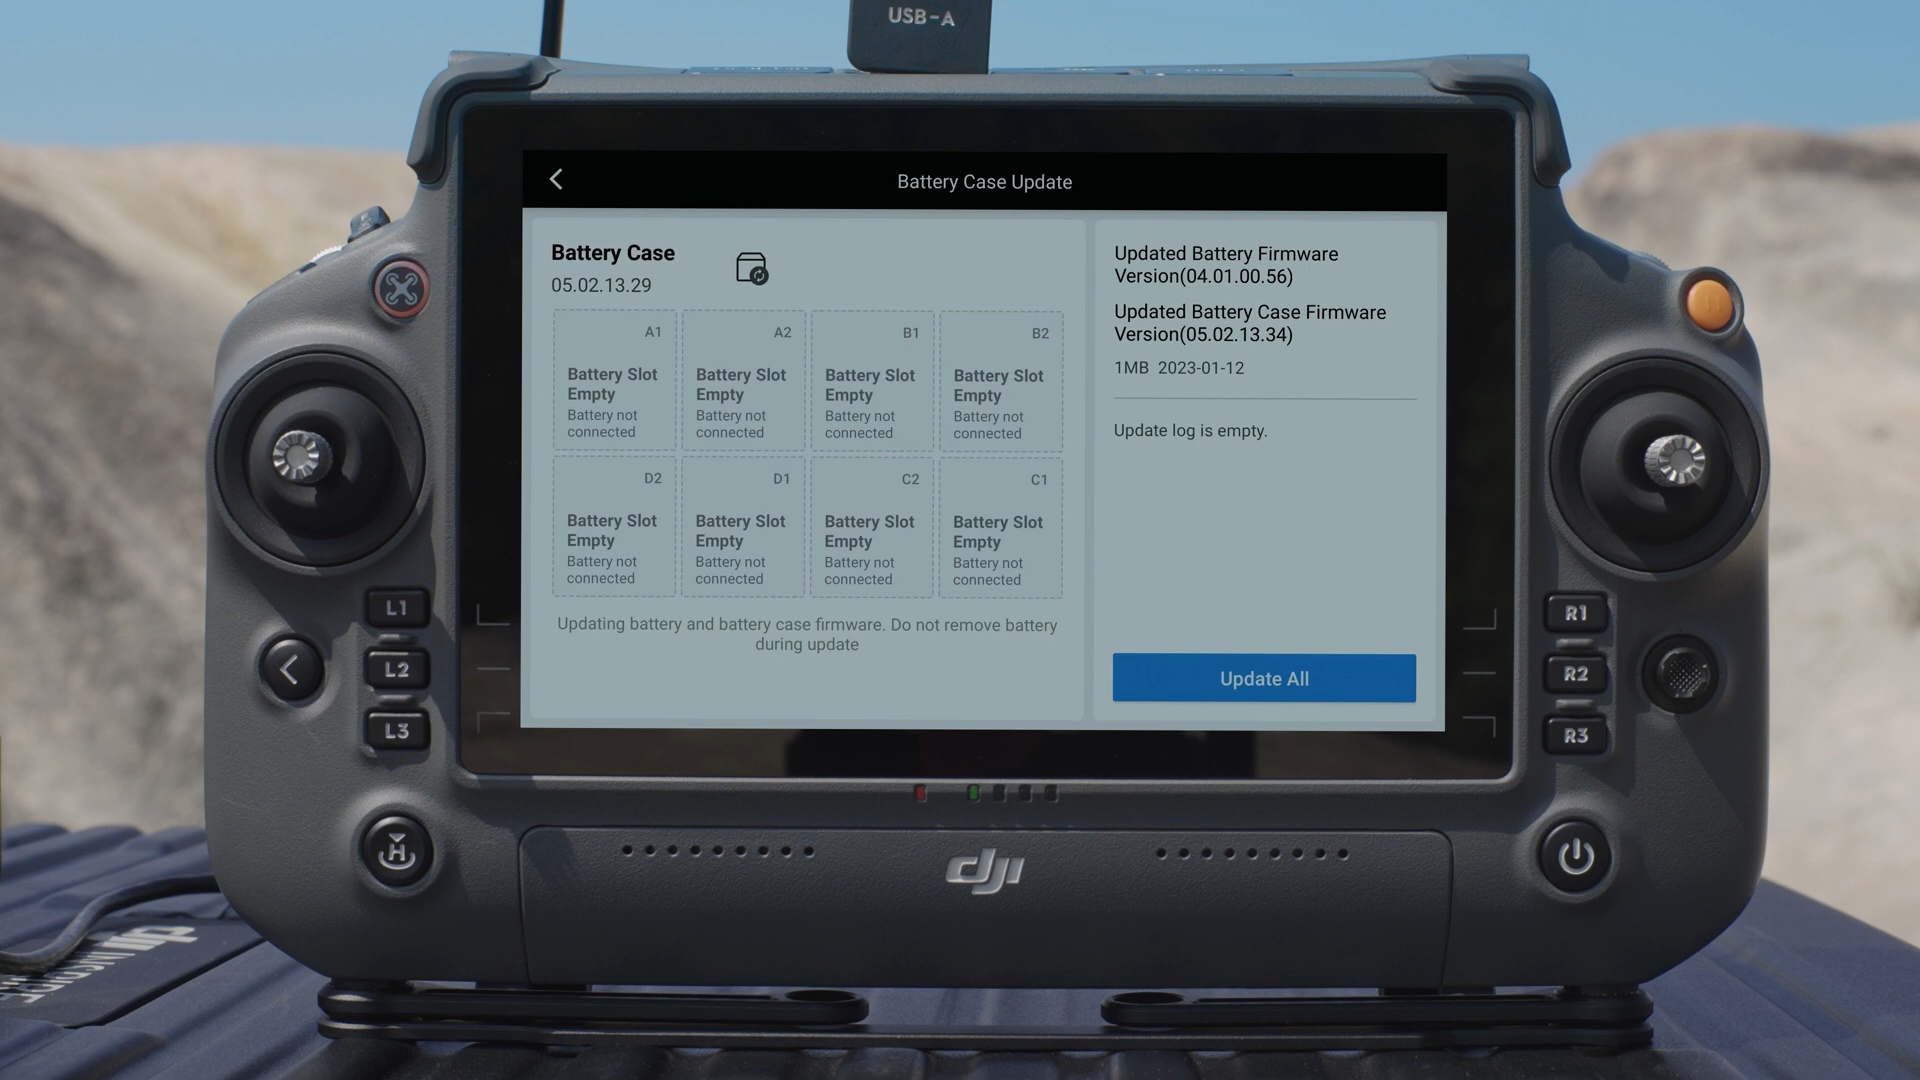 USB-A
Battery Case Update
Battery Case
05.02.13.29
A1
Battery Slot
Empty
Battery not
connected
A2
Battery Slot
Empty
Battery not
connected
B1
Battery Slot
Empty
Battery not
connected
B2
Battery Slot
Empty
Battery not
connected
D2
Battery Slot
Empty
Battery not
connected
D1
Battery Slot
Empty
Battery not
connected
C2
Battery Slot
Empty
Battery not
connected
C1
Battery Slot
Empty
Battery not
connected
Updating battery and battery case firmware. Do not remove battery
during update
Updated Battery Firmware
Version(04.01.00.56)
Updated Battery Case Firmware
Version(05.02.13.34)
1MB 2023-01-12
Update log is empty.
Update All
L1
L2
L3
R1
R2
R3
H
dji
dji INSPIRE